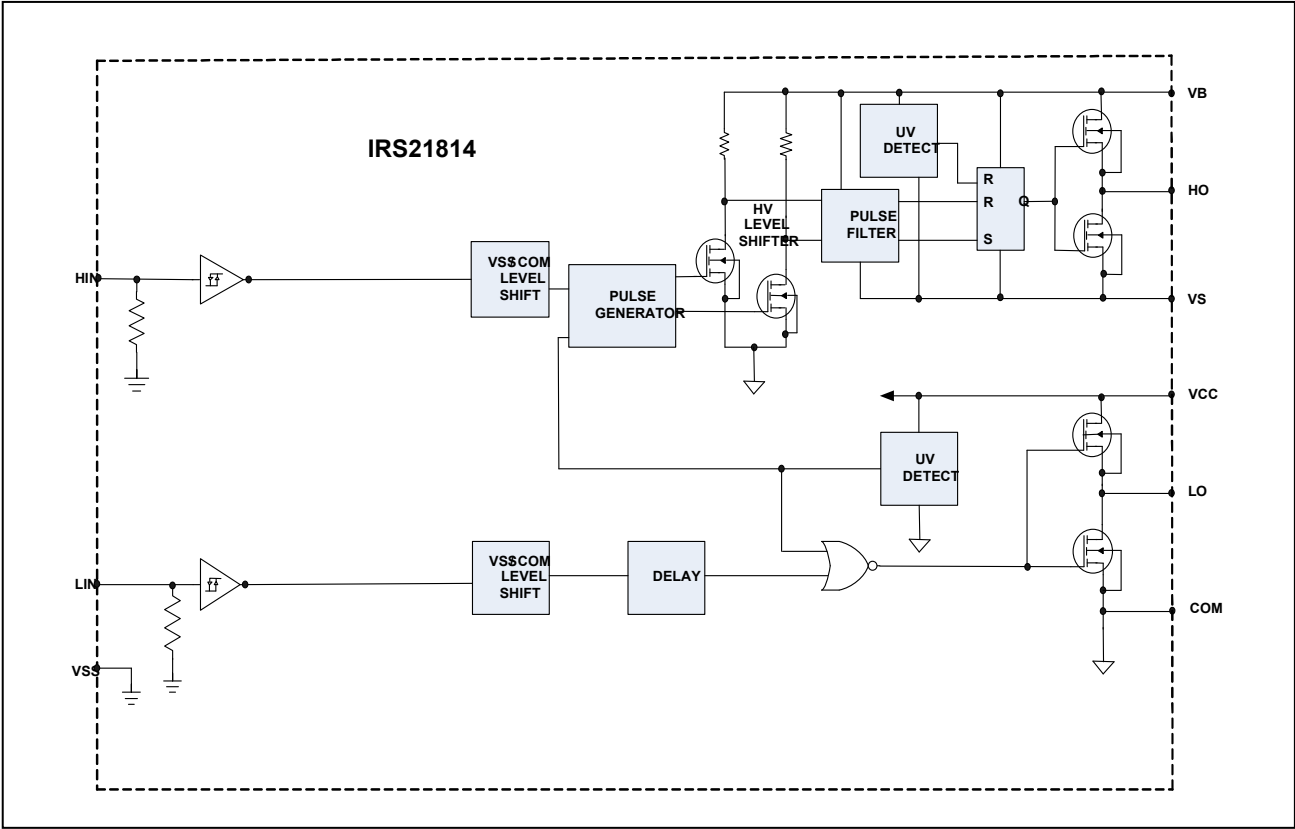 IRS21814
VB
UV
DETECT
R
R
Q
S
HO
HV
LEVEL
SHIFTER
PULSE
FILTER
HIN
VSS\COM
LEVEL
SHIFT
PULSE
GENERATOR
VS
VCC
UV
DETECT
LO
LIN
VSS\COM
LEVEL
SHIFT
DELAY
COM
VSS